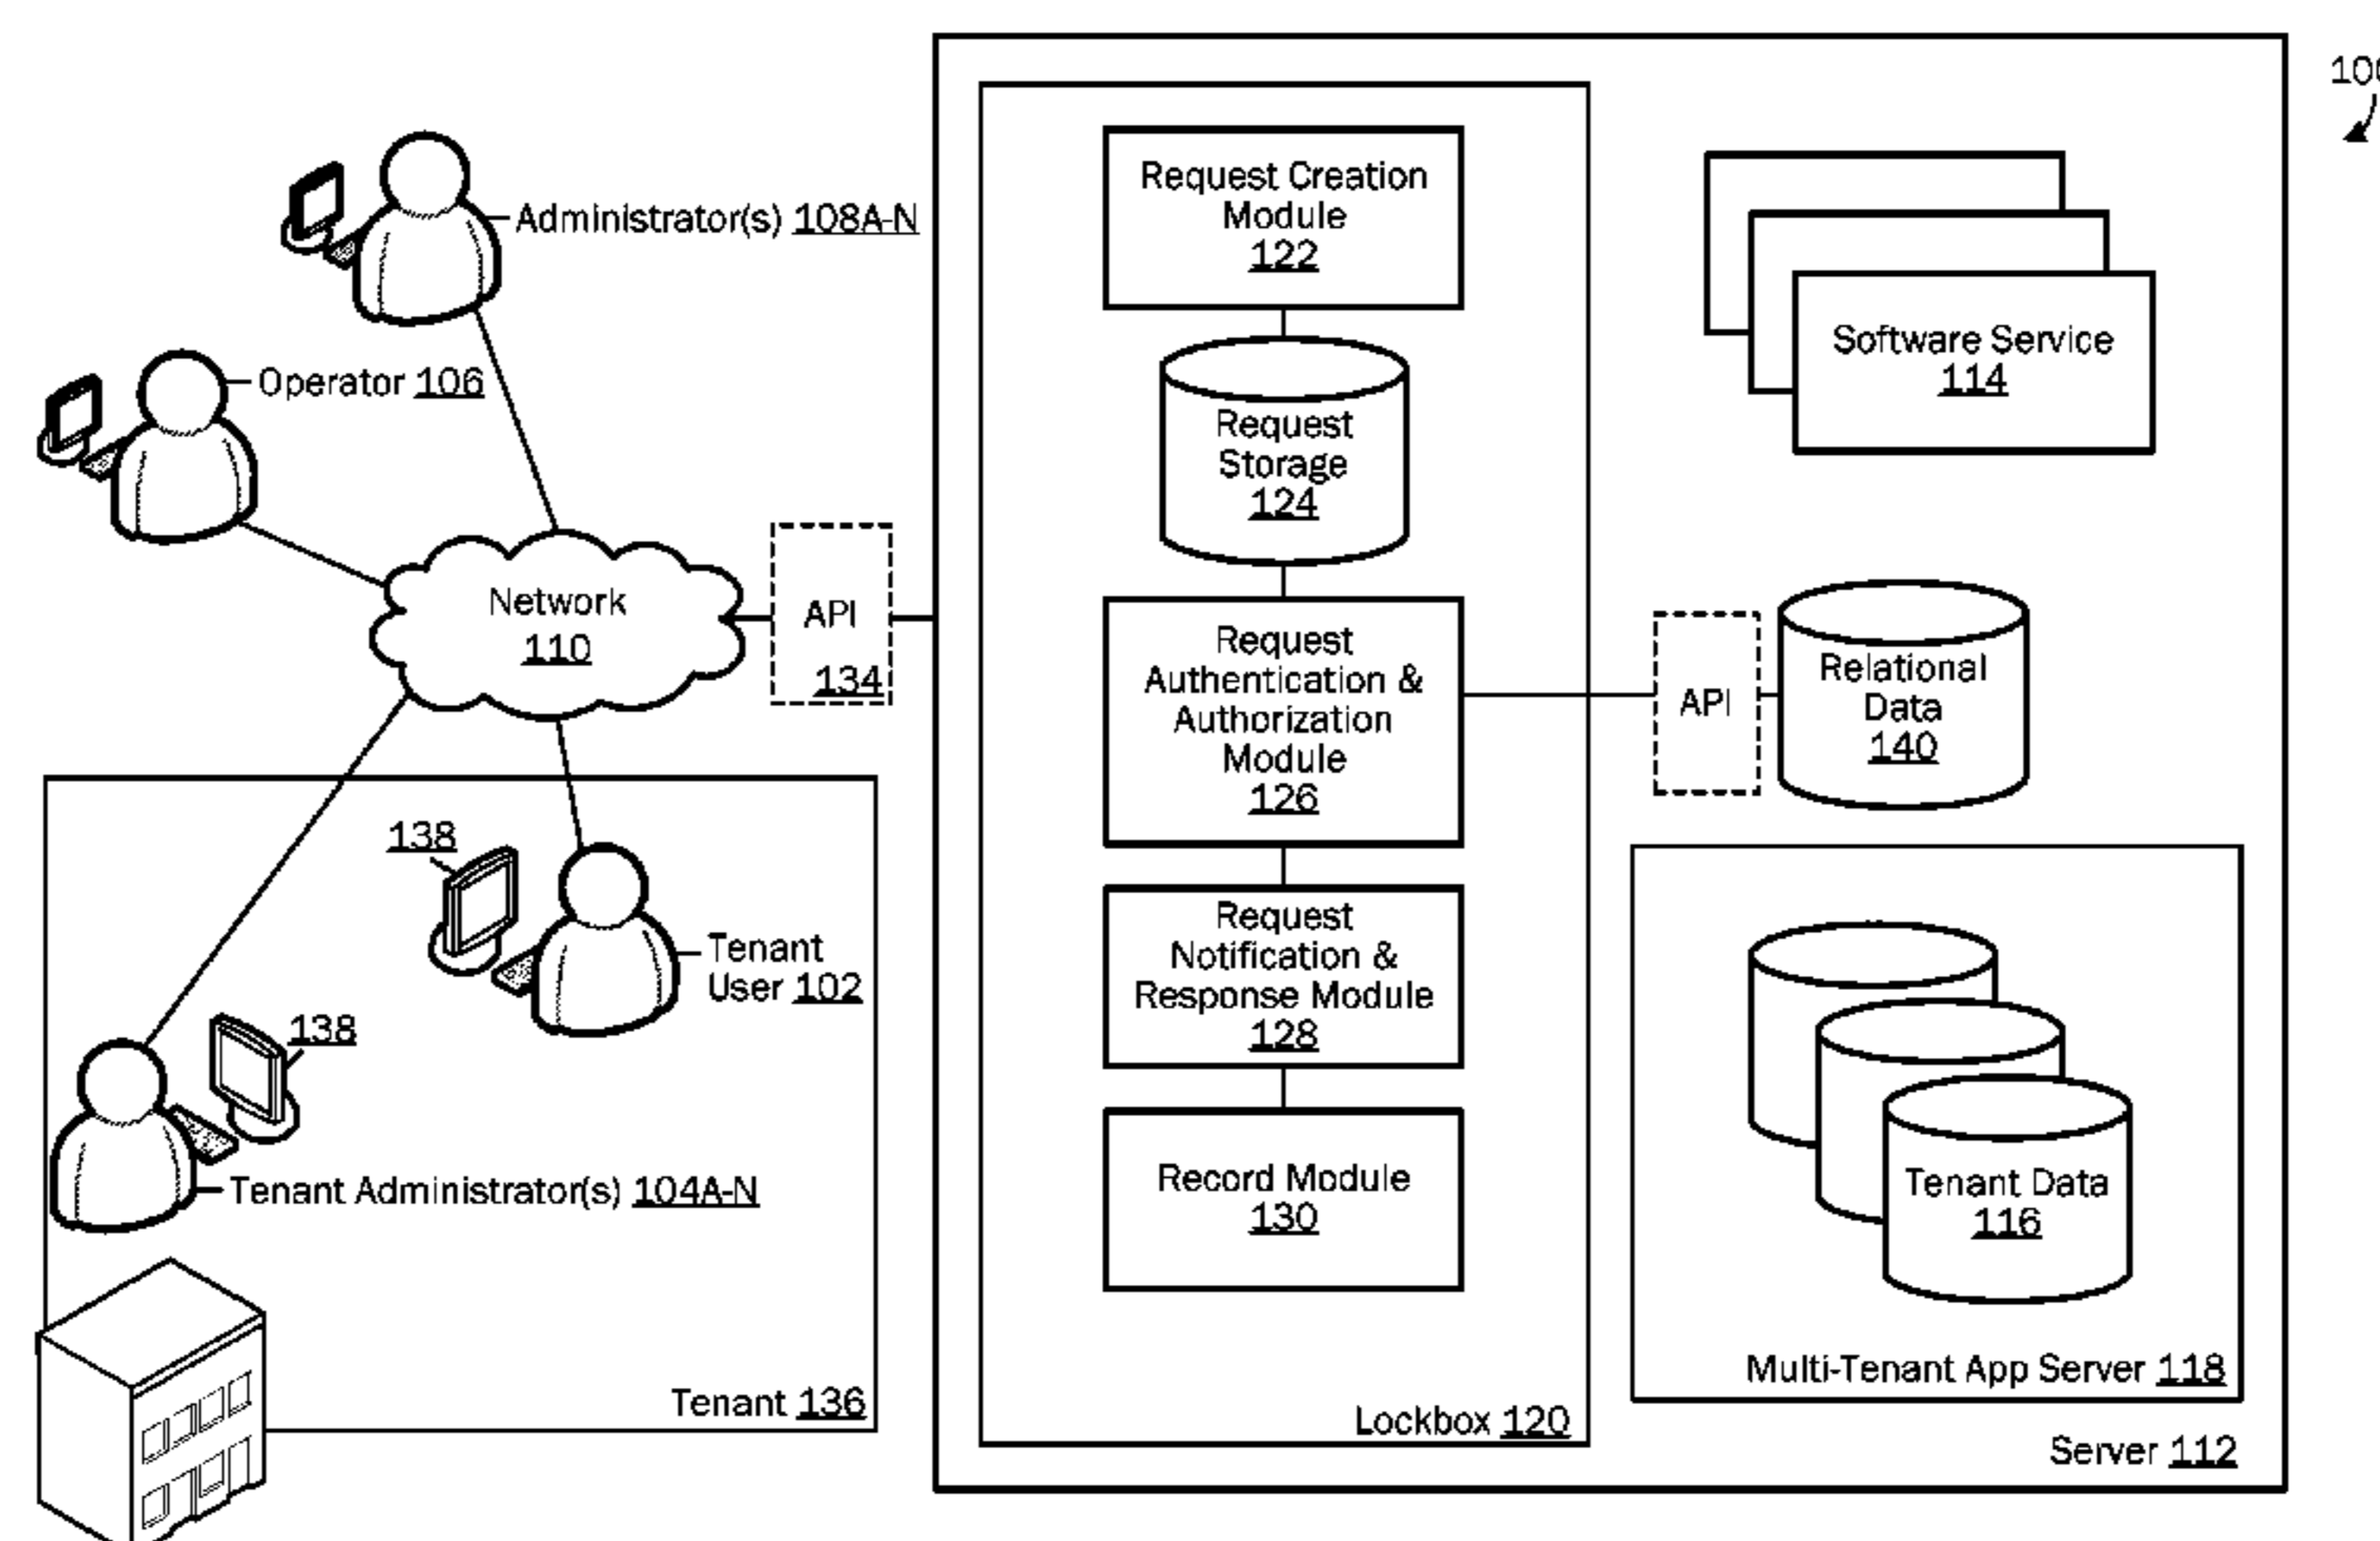 100
Administrator(s) 108A-N
Operator 106
Network
110
API
134
138
Tenant
User 102
138
Tenant Administrator(s) 104A-N
Tenant 136
Request Creation
Module
122
Request
Storage
124
Request
Authentication &
Authorization
Module
126
Request
Notification &
Response Module
128
Record Module
130
Lockbox 120
Software Service
114
API
Relational
Data
140
Tenant Data
116
Multi-Tenant App Server 118
Server 112